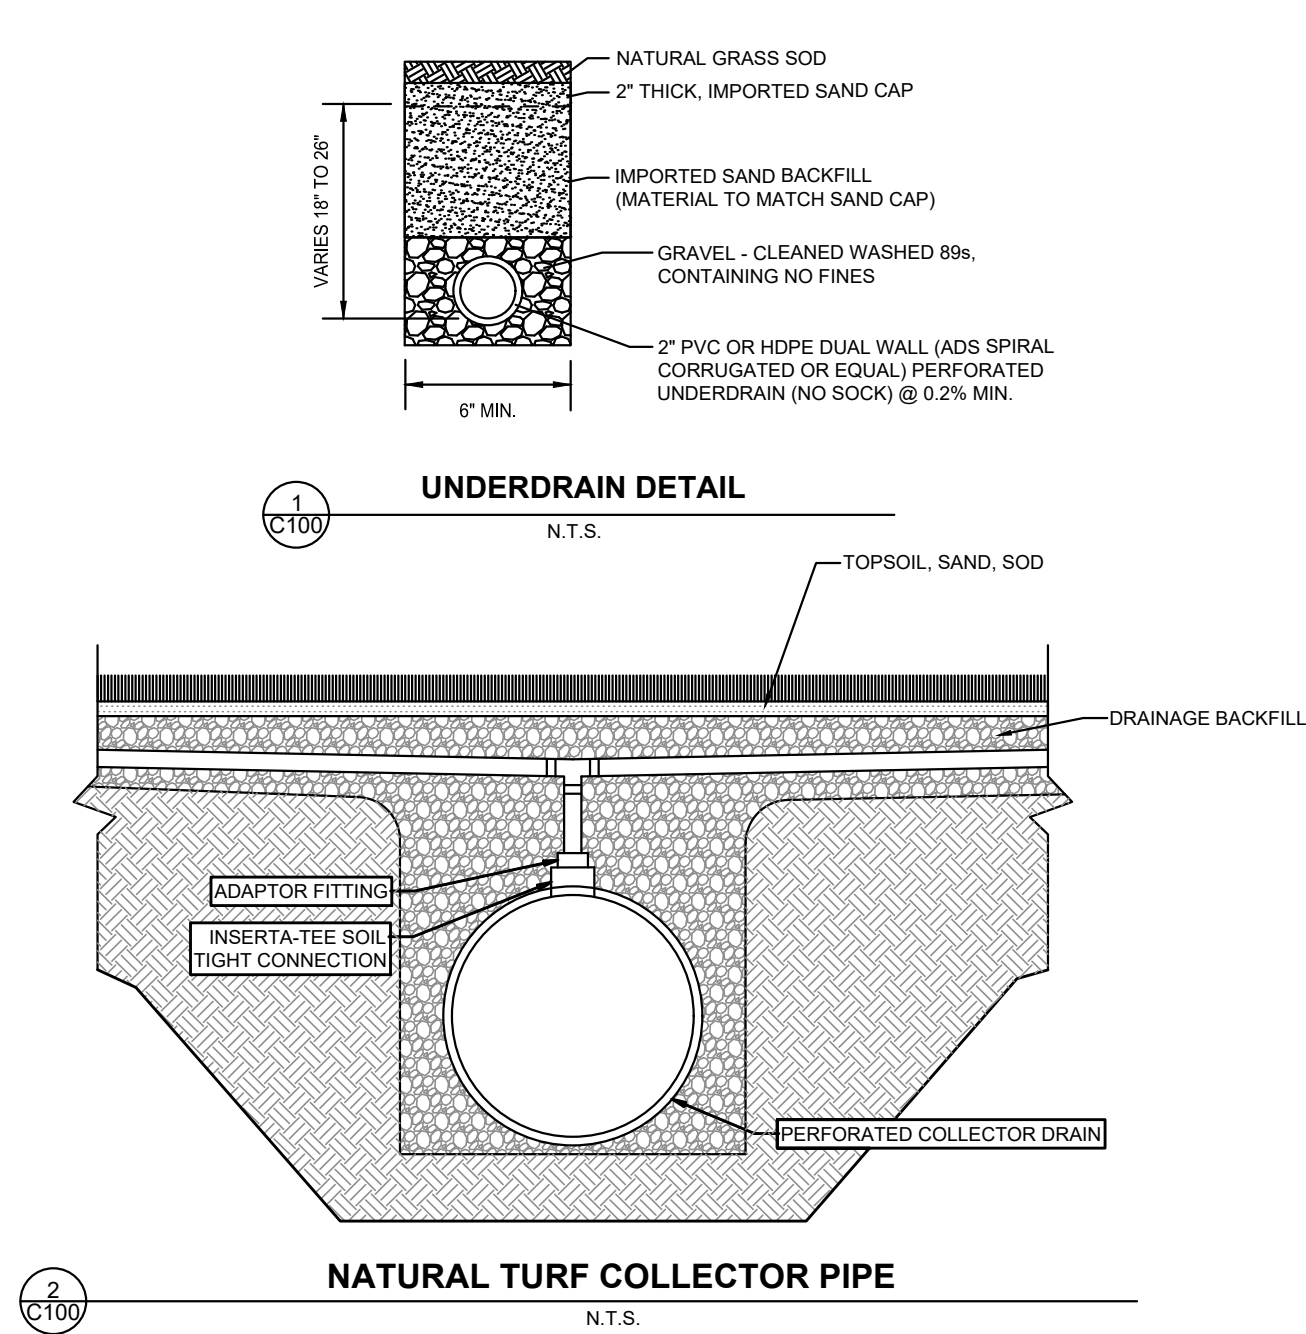 NATURAL GRASS SOD
2" THICK, IMPORTED SAND CAP
VARIES 18" TO 26"
IMPORTED SAND BACKFILL
(MATERIAL TO MATCH SAND CAP)
GRAVEL - CLEANED WASHED 89s,
CONTAINING NO FINES
2" PVC OR HDPE DUAL WALL (ADS SPIRAL
CORRUGATED OR EQUAL) PERFORATED
UNDERDRAIN (NO SOCK) @ 0.2% MIN.
6" MIN.
1
C100
UNDERDRAIN DETAIL
N.T.S.
TOPSOIL, SAND, SOD
DRAINAGE BACKFILL
ADAPTOR FITTING
INSERTA-TEE SOIL
TIGHT CONNECTION
PERFORATED COLLECTOR DRAIN
2
C100
NATURAL TURF COLLECTOR PIPE
N.T.S.